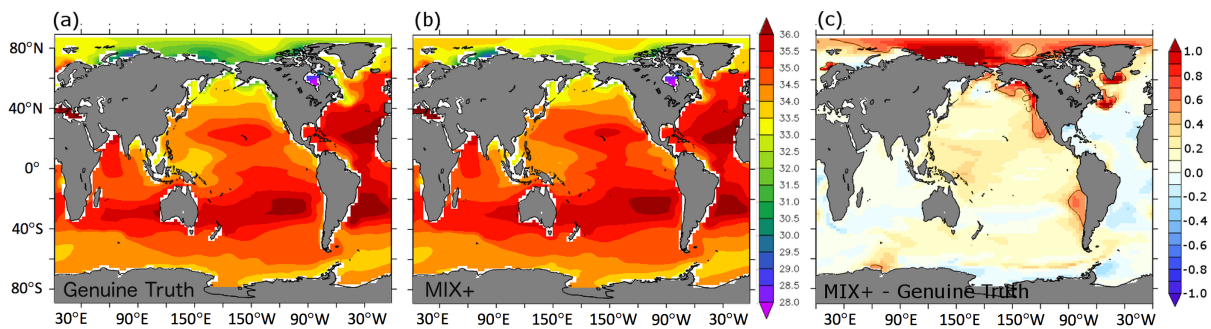 (a)
(b)
(c)
80°N
40°N
0°
40°S
80°S
Genuine Truth
MIX+
MIX+ - Genuine Truth
30°E 90°E 150°E 150°W 90°W 30°W
30°E 90°E 150°E 150°W 90°W 30°W
30°E 90°E 150°E 150°W 90°W 30°W
36.0
35.5
35.0
34.5
34.0
33.5
33.0
32.5
32.0
31.5
31.0
30.5
30.0
29.5
29.0
28.5
28.0
1.0
0.8
0.6
0.4
0.2
0
-0.2
-0.4
-0.6
-0.8
-1.0